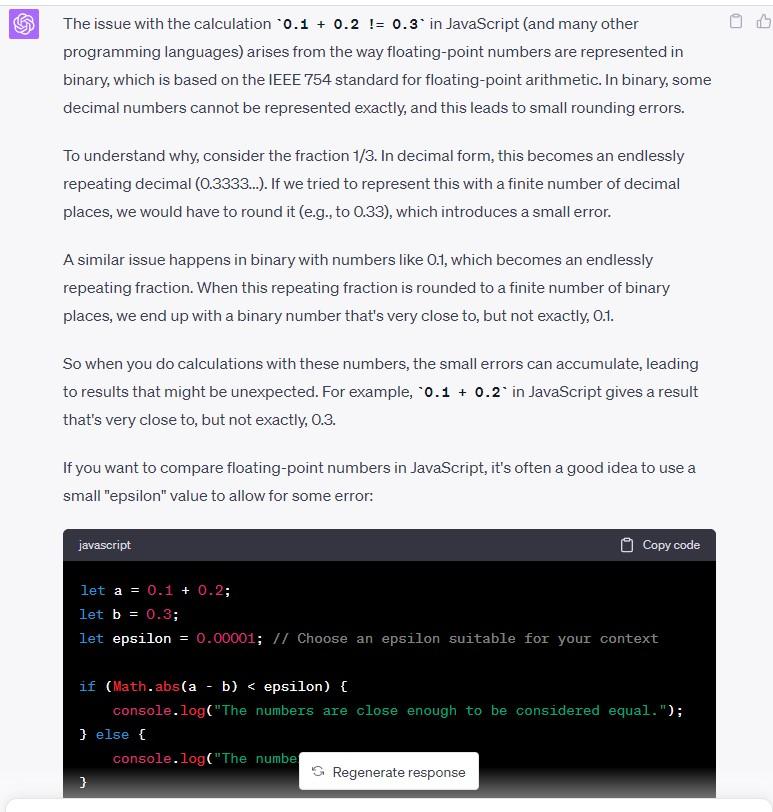 The issue with the calculation `0.1 + 0.2 != 0.3` in JavaScript (and many other
programming languages) arises from the way floating-point numbers are represented in
binary, which is based on the IEEE 754 standard for floating-point arithmetic. In binary, some
decimal numbers cannot be represented exactly, and this leads to small rounding errors.
To understand why, consider the fraction 1/3. In decimal form, this becomes an endlessly
repeating decimal (0.3333...). If we tried to represent this with a finite number of decimal
places, we would have to round it (e.g., to 0.33), which introduces a small error.
A similar issue happens in binary with numbers like 0.1, which becomes an endlessly
repeating fraction. When this repeating fraction is rounded to a finite number of binary
places, we end up with a binary number that's very close to, but not exactly, 0.1.
So when you do calculations with these numbers, the small errors can accumulate, leading
to results that might be unexpected. For example, `0.1 + 0.2` in JavaScript gives a result
that's very close to, but not exactly, 0.3.
If you want to compare floating-point numbers in JavaScript, it's often a good idea to use a
small "epsilon" value to allow for some error:
javascript Copy code
let a = 0.1 + 0.2;
let b = 0.3;
let epsilon = 0.00001; // Choose an epsilon suitable for your context
if (Math.abs(a - b) < epsilon) {
    console.log("The numbers are close enough to be considered equal.");
} else {
    console.log("The numbe
Regenerate response
}